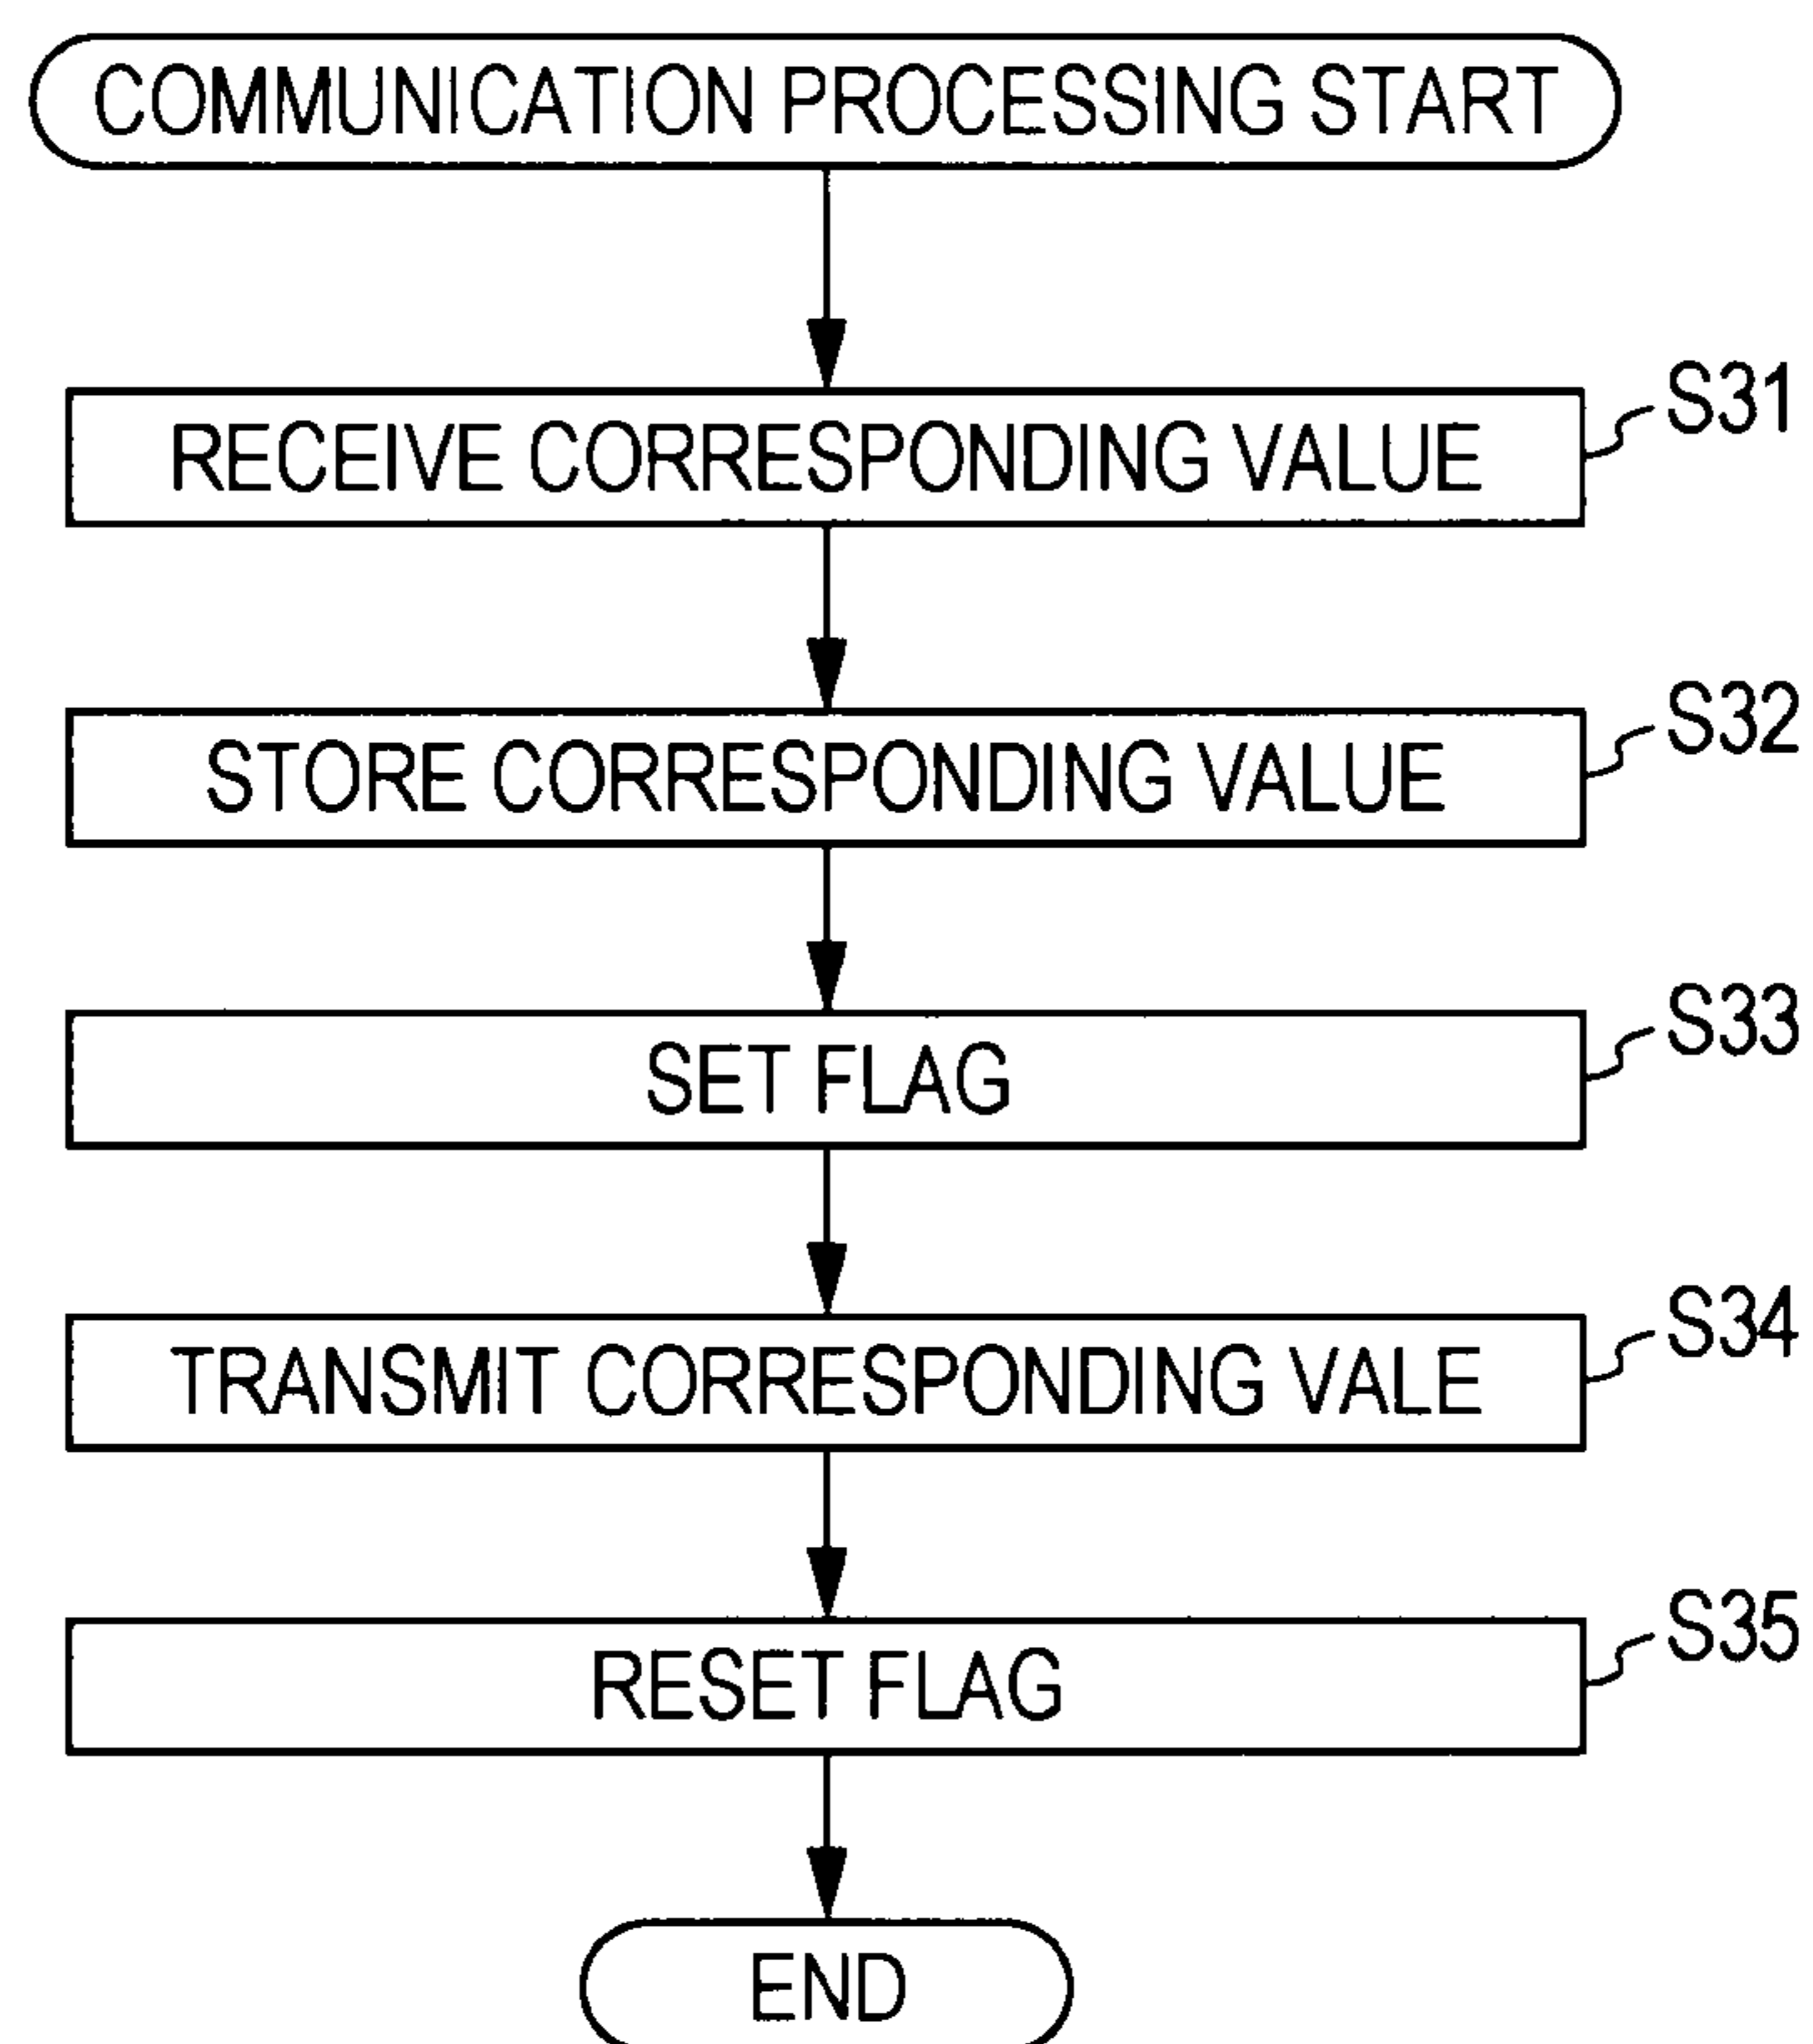 COMMUNICATION PROCESSING START
RECEIVE CORRESPONDING VALUE
S31
STORE CORRESPONDING VALUE
S32
SET FLAG
S33
TRANSMIT CORRESPONDING VALE
S34
RESET FLAG
S35
END